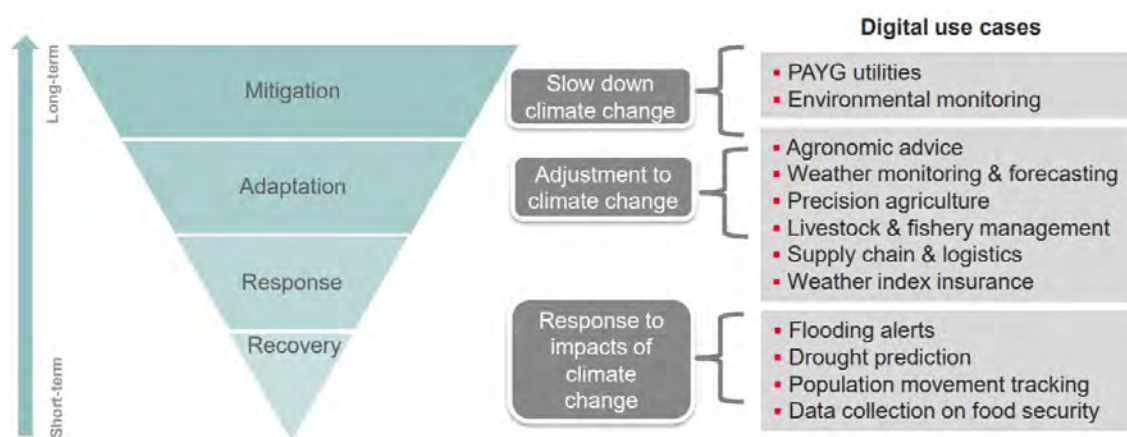 Digital use cases
Long-term
Short-term
Mitigation
Adaptation
Response
Recovery
Slow down
climate change
Adjustment to
climate change
Response to
impacts of
climate
change
▪ PAYG utilities
▪ Environmental monitoring
▪ Agronomic advice
▪ Weather monitoring & forecasting
▪ Precision agriculture
▪ Livestock & fishery management
▪ Supply chain & logistics
▪ Weather index insurance
▪ Flooding alerts
▪ Drought prediction
▪ Population movement tracking
▪ Data collection on food security